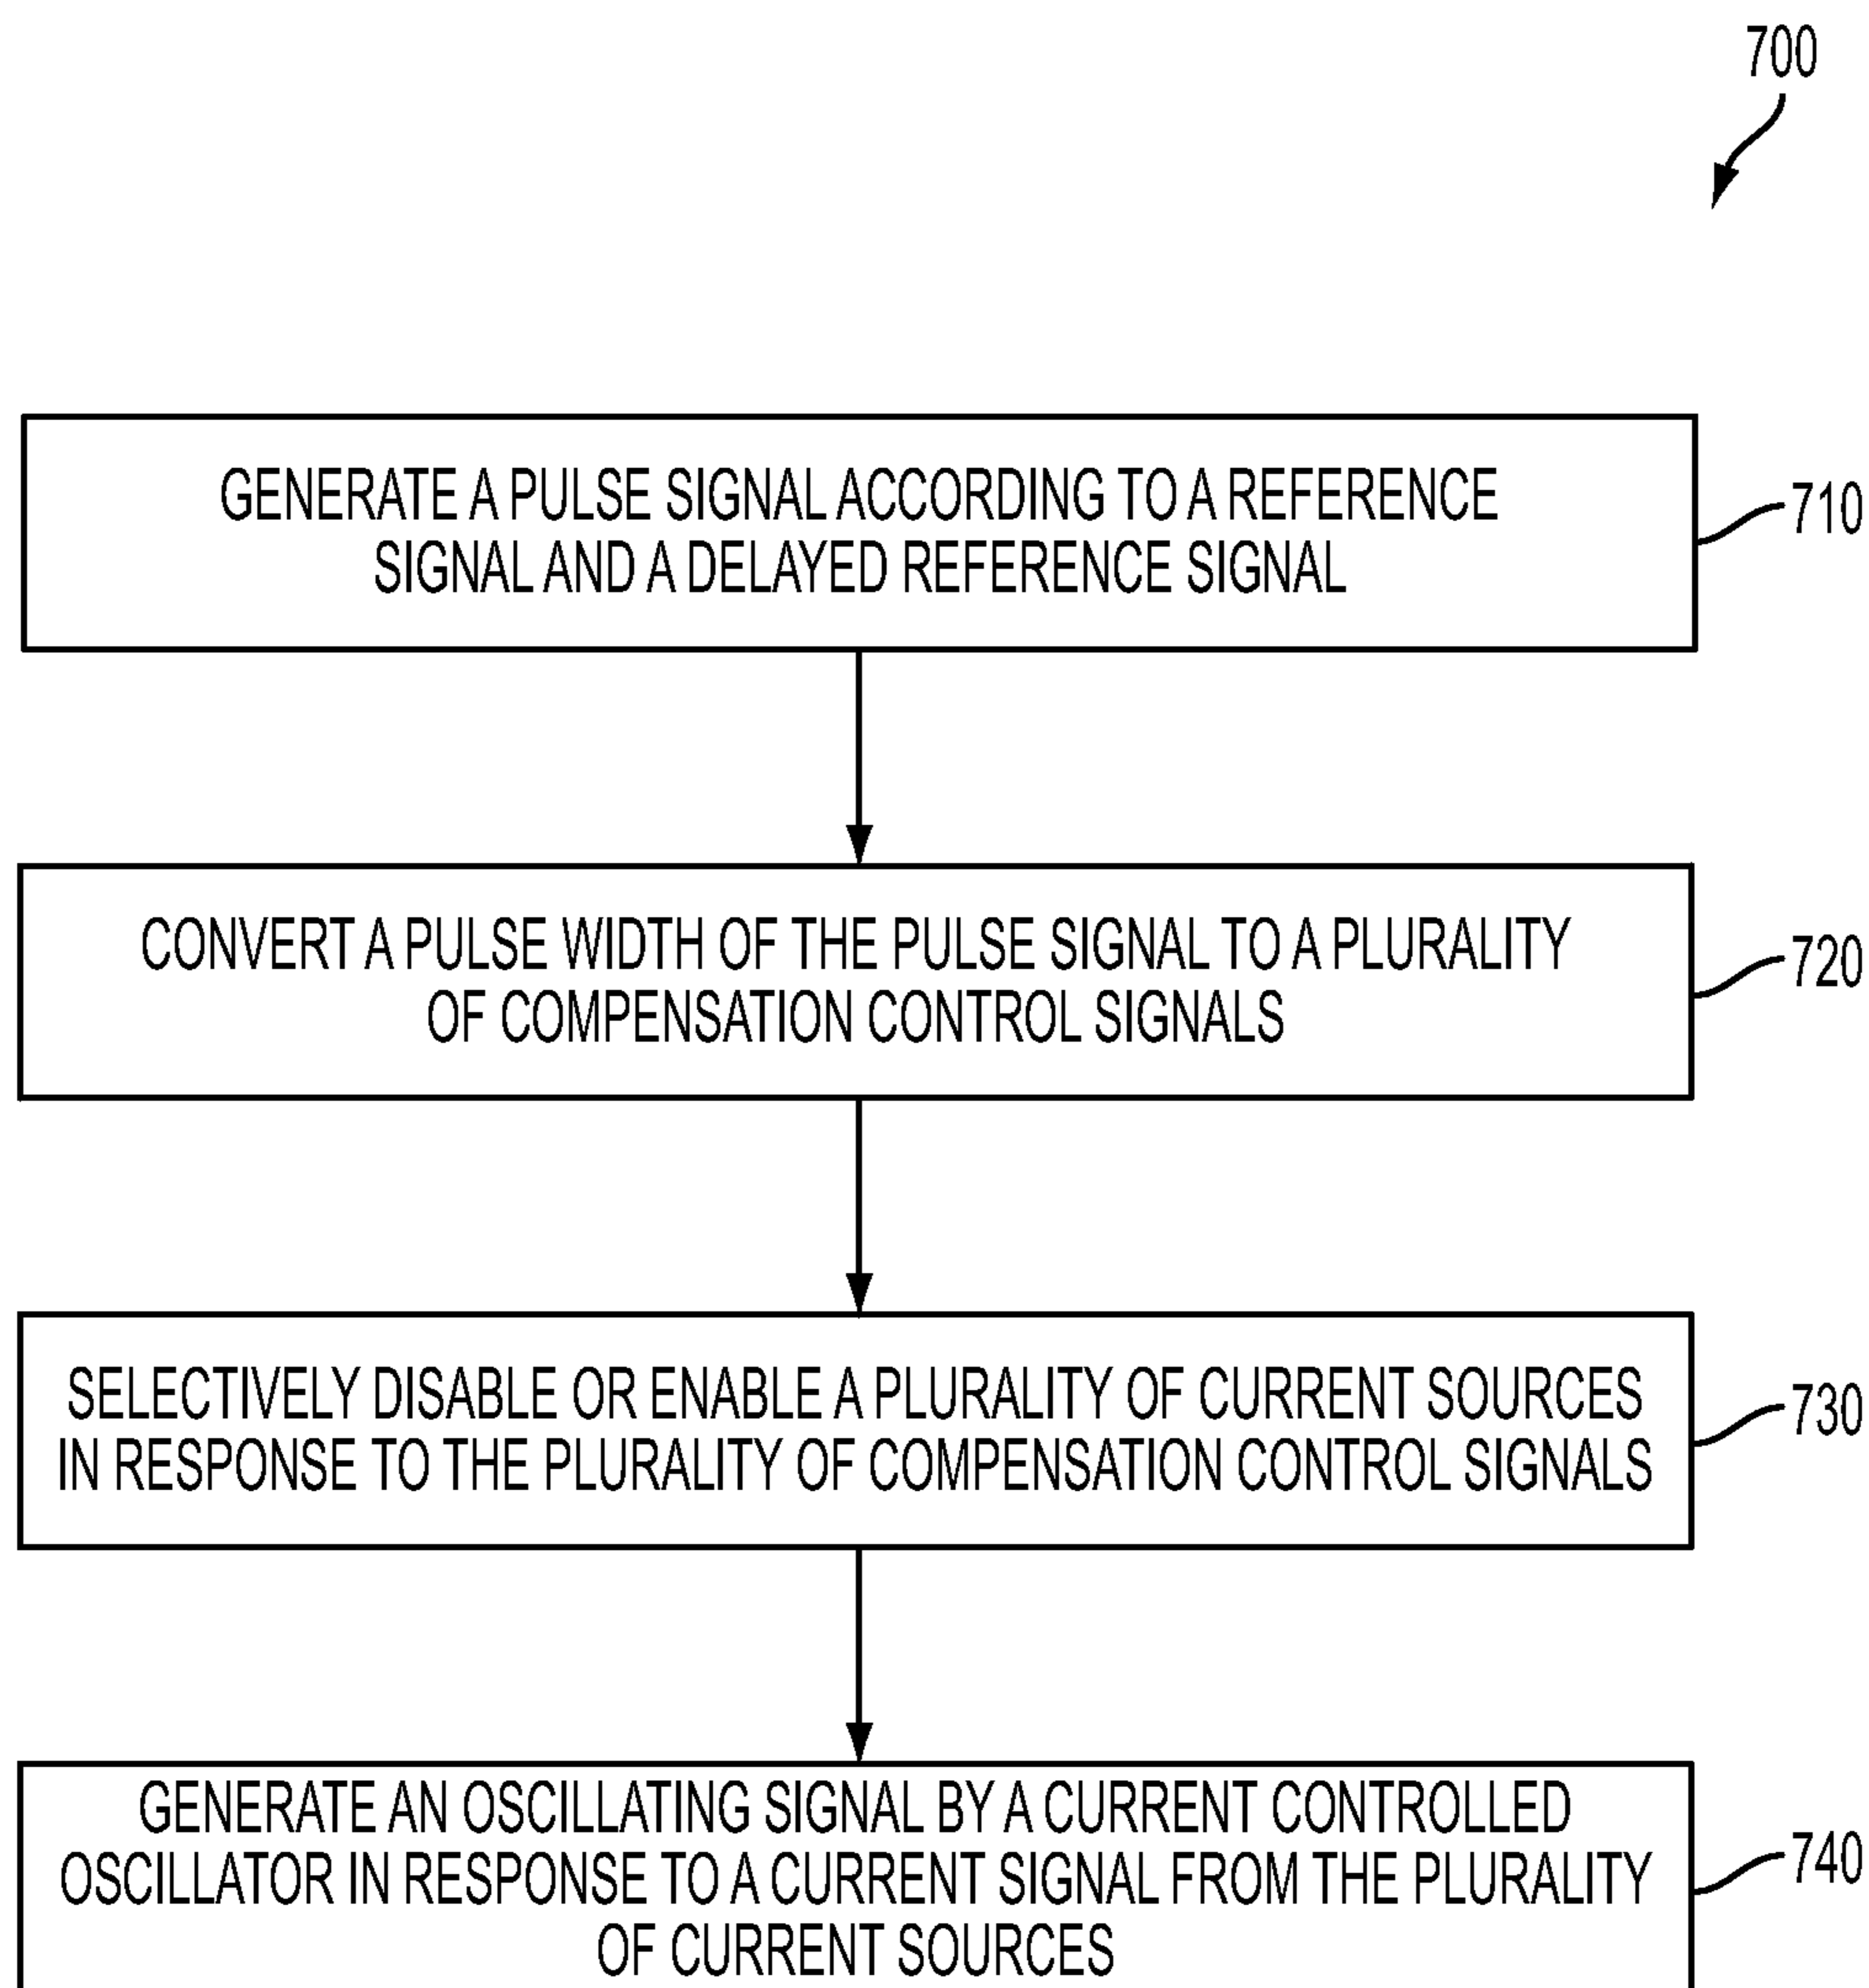 700
GENERATE A PULSE SIGNAL ACCORDING TO A REFERENCE
SIGNAL AND A DELAYED REFERENCE SIGNAL
710
CONVERT A PULSE WIDTH OF THE PULSE SIGNAL TO A PLURALITY
OF COMPENSATION CONTROL SIGNALS
720
SELECTIVELY DISABLE OR ENABLE A PLURALITY OF CURRENT SOURCES
IN RESPONSE TO THE PLURALITY OF COMPENSATION CONTROL SIGNALS
730
GENERATE AN OSCILLATING SIGNAL BY A CURRENT CONTROLLED
OSCILLATOR IN RESPONSE TO A CURRENT SIGNAL FROM THE PLURALITY
OF CURRENT SOURCES
740